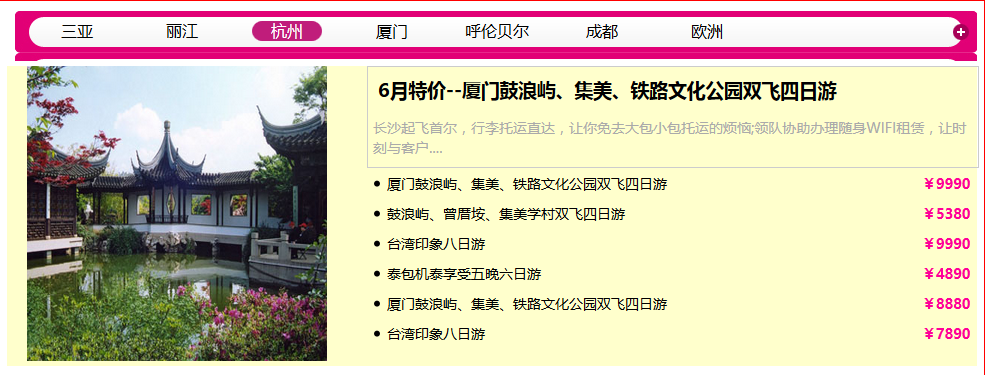 三亚 丽江 杭州 厦门 呼伦贝尔 成都 欧洲
6月特价--厦门鼓浪屿、集美、铁路文化公园双飞四日游
长沙起飞首尔，行李托运直达，让你免去大包小包托运的烦恼;领队协助办理随身WIFI租赁，让时
刻与客户....
厦门鼓浪屿、集美、铁路文化公园双飞四日游 ￥9990
鼓浪屿、曾厝垵、集美学村双飞四日游 ￥5380
台湾印象八日游 ￥9990
泰包机泰享受五晚六日游 ￥4890
厦门鼓浪屿、集美、铁路文化公园双飞四日游 ￥8880
台湾印象八日游 ￥7890